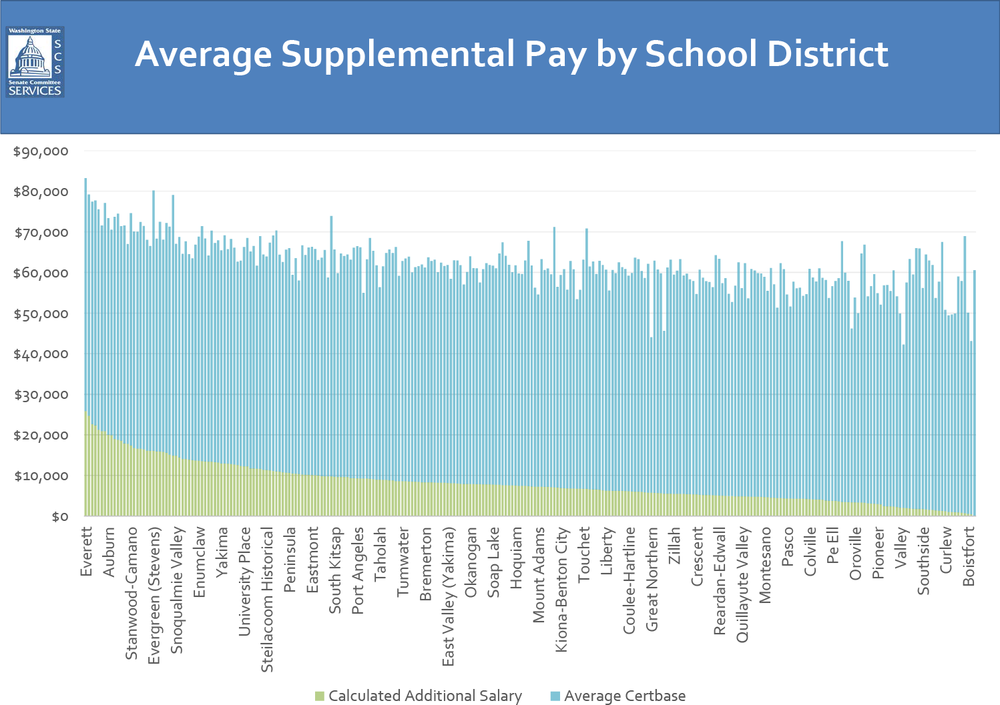 Washington State
S
C
S
Senate Committee
SERVICES
Average Supplemental Pay by School District
$90,000
$80,000
$70,000
$60,000
$50,000
$40,000
$30,000
$20,000
$10,000
$0
Everett
Auburn
Stanwood-Camano
Evergreen (Stevens)
Snoqualmie Valley
Enumclaw
Yakima
University Place
Steilacoom Historical
Peninsula
Eastmont
South Kitsap
Port Angeles
Taholah
Tumwater
Bremerton
East Valley (Yakima)
Okanogan
Soap Lake
Hoquiam
Mount Adams
Kiona-Benton City
Touchet
Liberty
Coulee-Hartline
Great Northern
Zillah
Crescent
Reardan-Edwall
Quillayute Valley
Montesano
Pasco
Colville
Pe Ell
Oroville
Pioneer
Valley
Southside
Curlew
Boistfort
Calculated Additional Salary
Average Certbase